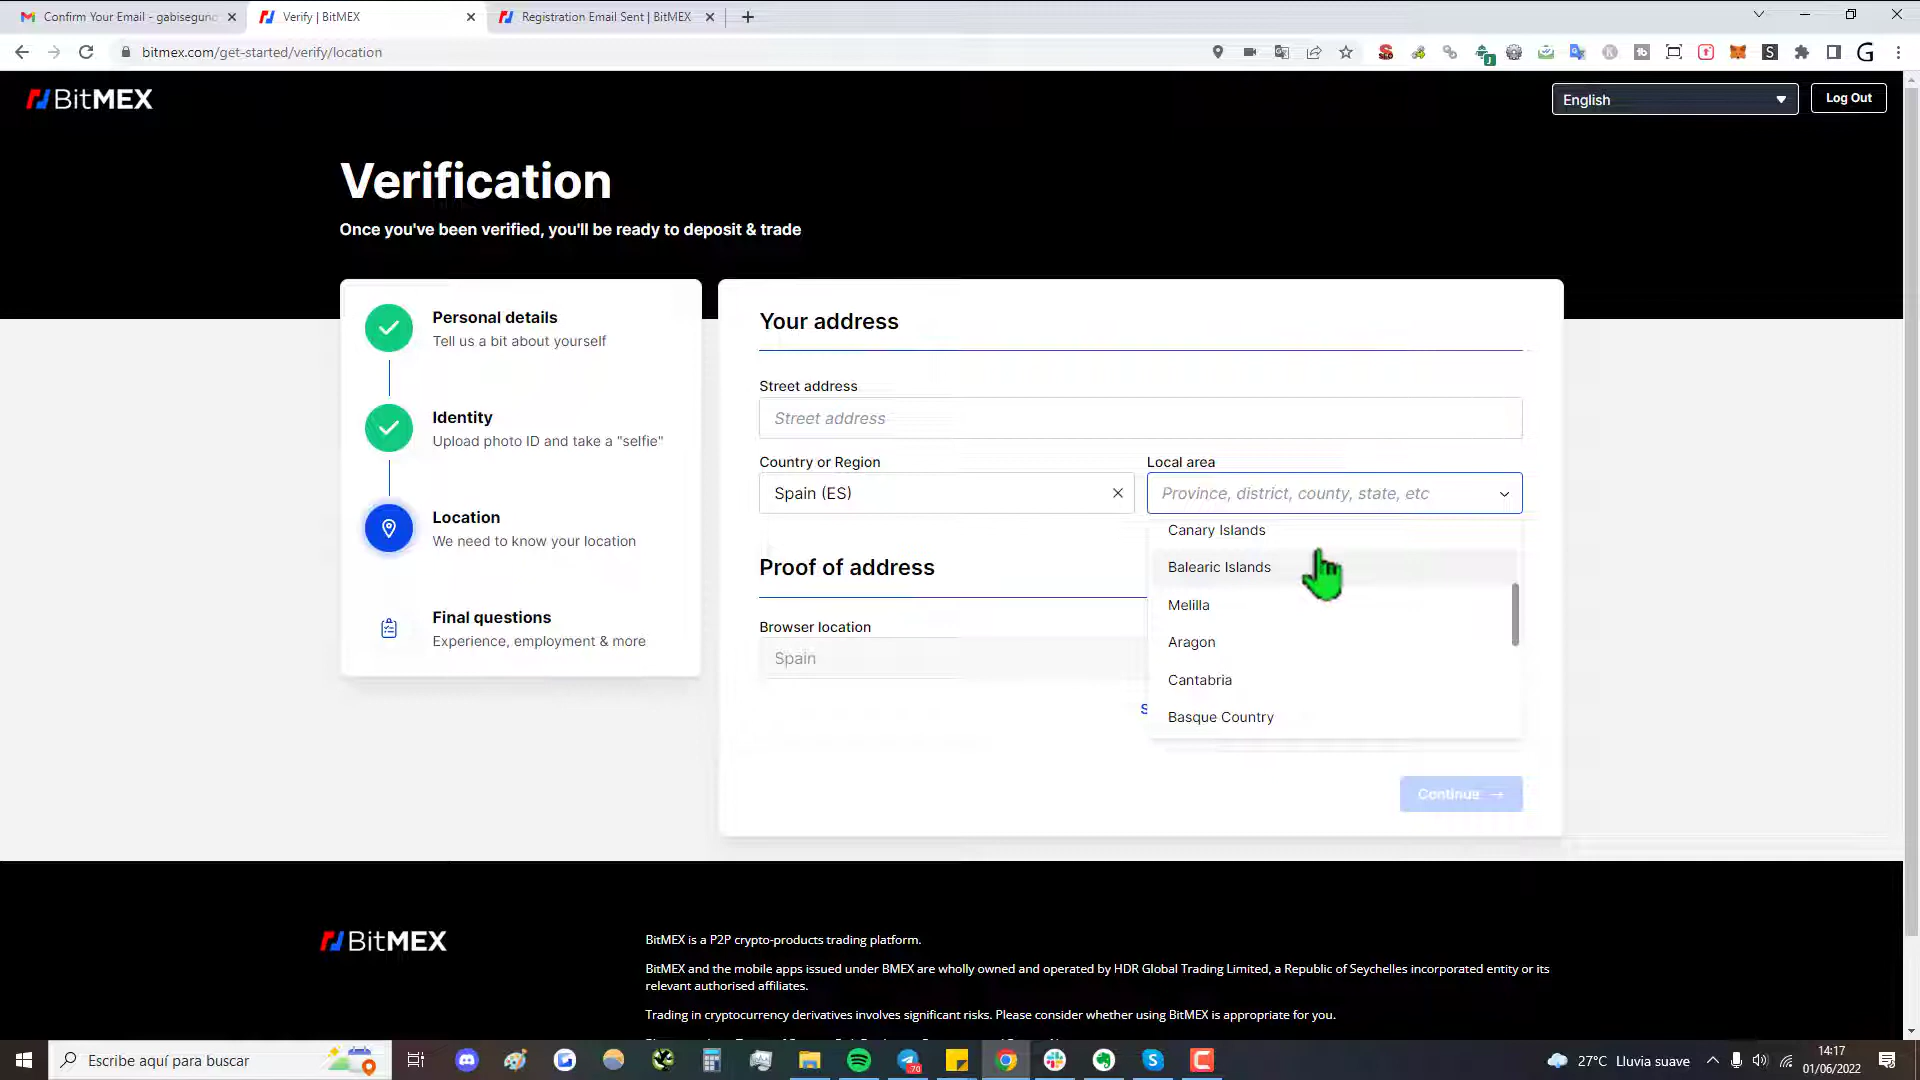 Confirm Your Email - gabisegund
Verify | BitMEX
Registration Email Sent | BitMEX
bitmex.com/get-started/verify/location
BitMEX
English
Log Out
Verification
Once you've been verified, you'll be ready to deposit & trade
Personal details
Tell us a bit about yourself
Identity
Upload photo ID and take a "selfie"
Location
We need to know your location
Final questions
Experience, employment & more
Your address
Street address
Street address
Country or Region
Local area
Spain (ES)
Province, district, county, state, etc
Canary Islands
Balearic Islands
Melilla
Aragon
Cantabria
Basque Country
Proof of address
Browser location
Spain
S
Continue →
BitMEX
BitMEX is a P2P crypto-products trading platform.
BitMEX and the mobile apps issued under BMEX are wholly owned and operated by HDR Global Trading Limited, a Republic of Seychelles incorporated entity or its
relevant authorised affiliates.
Trading in cryptocurrency derivatives involves significant risks. Please consider whether using BitMEX is appropriate for you.
Escribe aquí para buscar
70
27°C Lluvia suave
14:17
01/06/2022